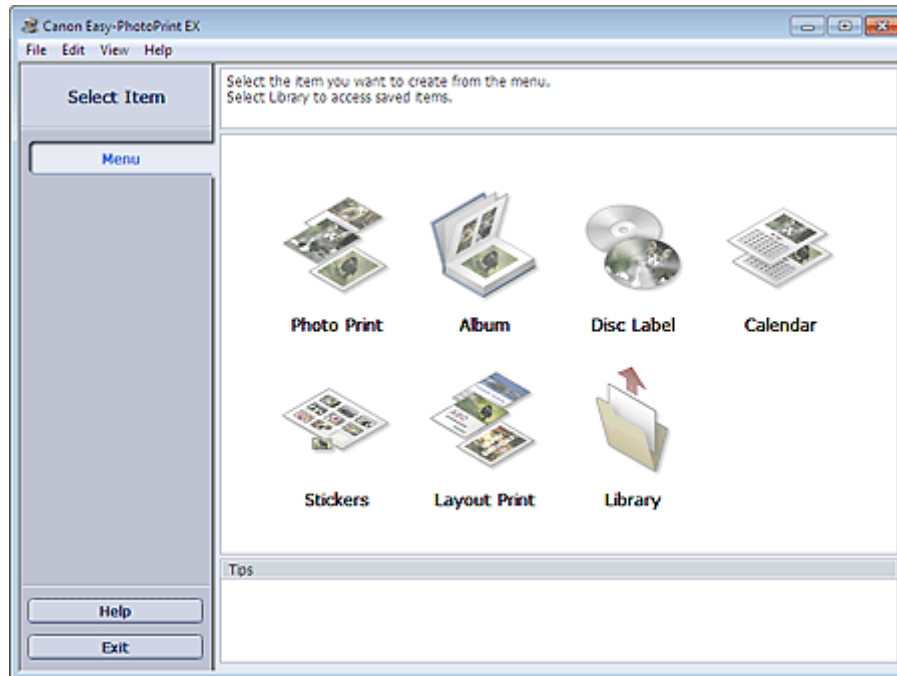 Canon Easy-PhotoPrint EX
File Edit View Help
Select Item
Select the item you want to create from the menu.
Select Library to access saved items.
Menu
Photo Print
Album
Disc Label
Calendar
Stickers
Layout Print
Library
Tips
Help
Exit